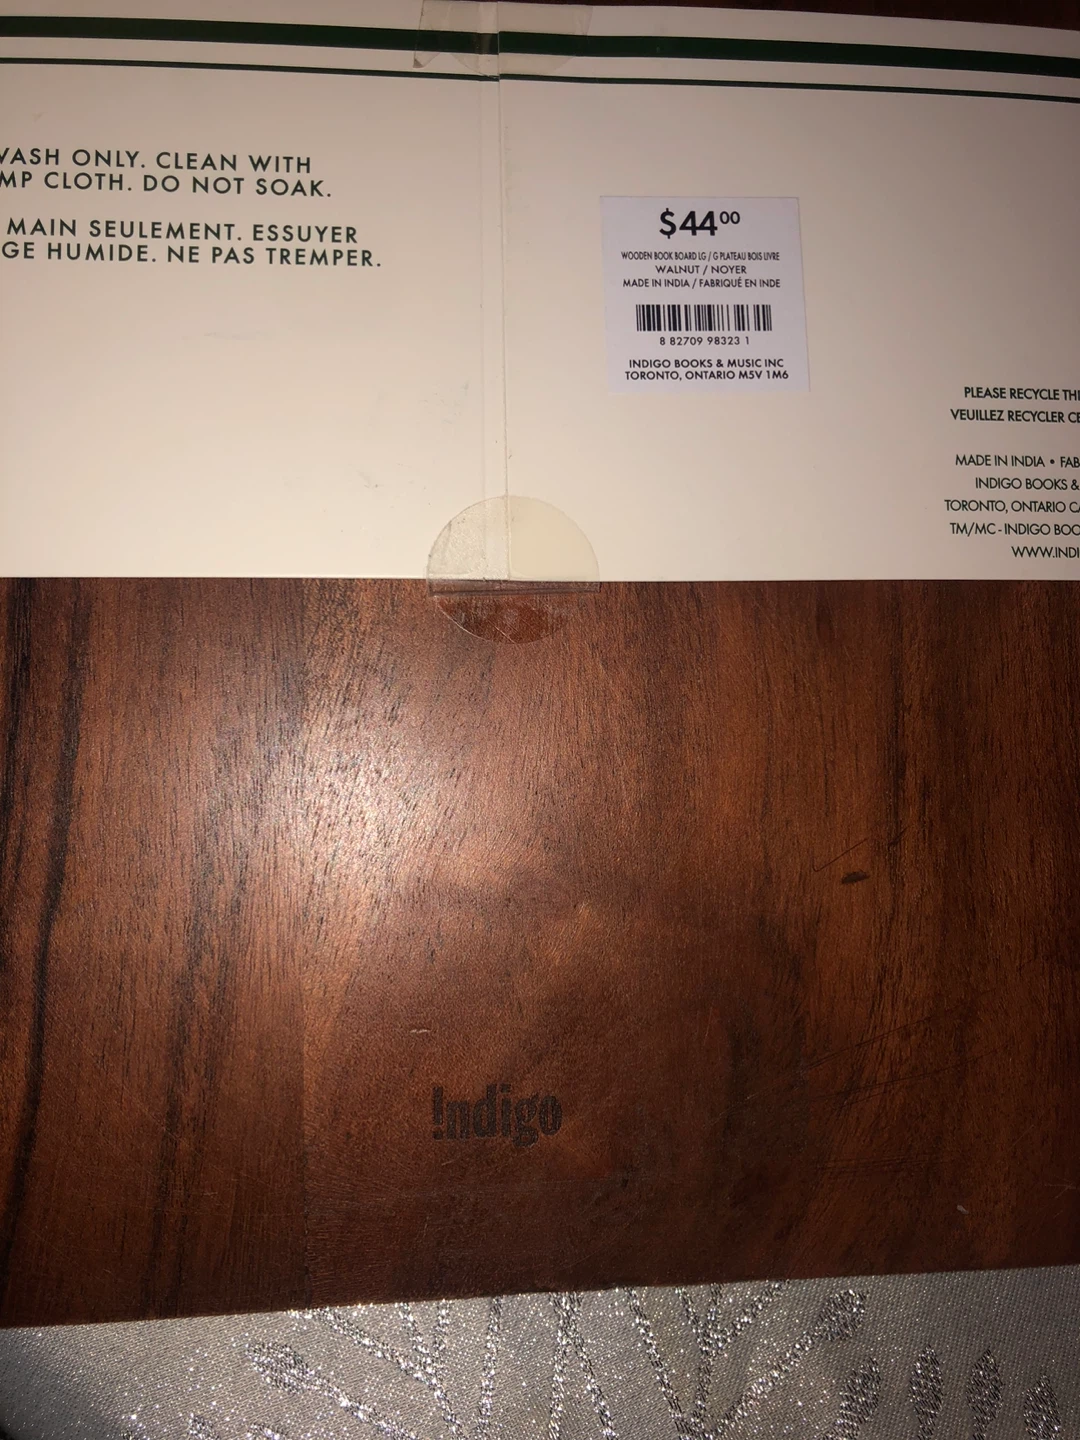 WASH ONLY. CLEAN WITH
MP CLOTH. DO NOT SOAK.
MAIN SEULEMENT. ESSUYER
GE HUMIDE. NE PAS TREMPER.
$44⁰⁰
WOODEN BOOK BOARD LG / G PLATEAU BOIS LIVRE
WALNUT / NOYER
MADE IN INDIA / FABRIQUÉ EN INDE
8 82709 98323 1
INDIGO BOOKS & MUSIC INC
TORONTO, ONTARIO M5V 1M6
PLEASE RECYCLE THI
VEUILLEZ RECYCLER CE
MADE IN INDIA • FAB
INDIGO BOOKS &
TORONTO, ONTARIO CA
TM/MC - INDIGO BOO
WWW.INDI
!ndigo